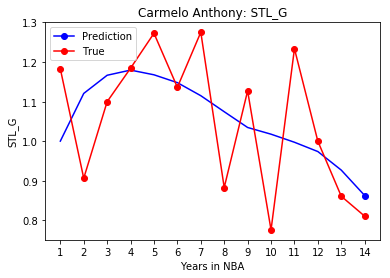 Carmelo Anthony: STL_G
Prediction
True
1.3
1.2
1.1
1.0
0.9
0.8
STL_G
1 2 3 4 5 6 7 8 9 10 11 12 13 14
Years in NBA